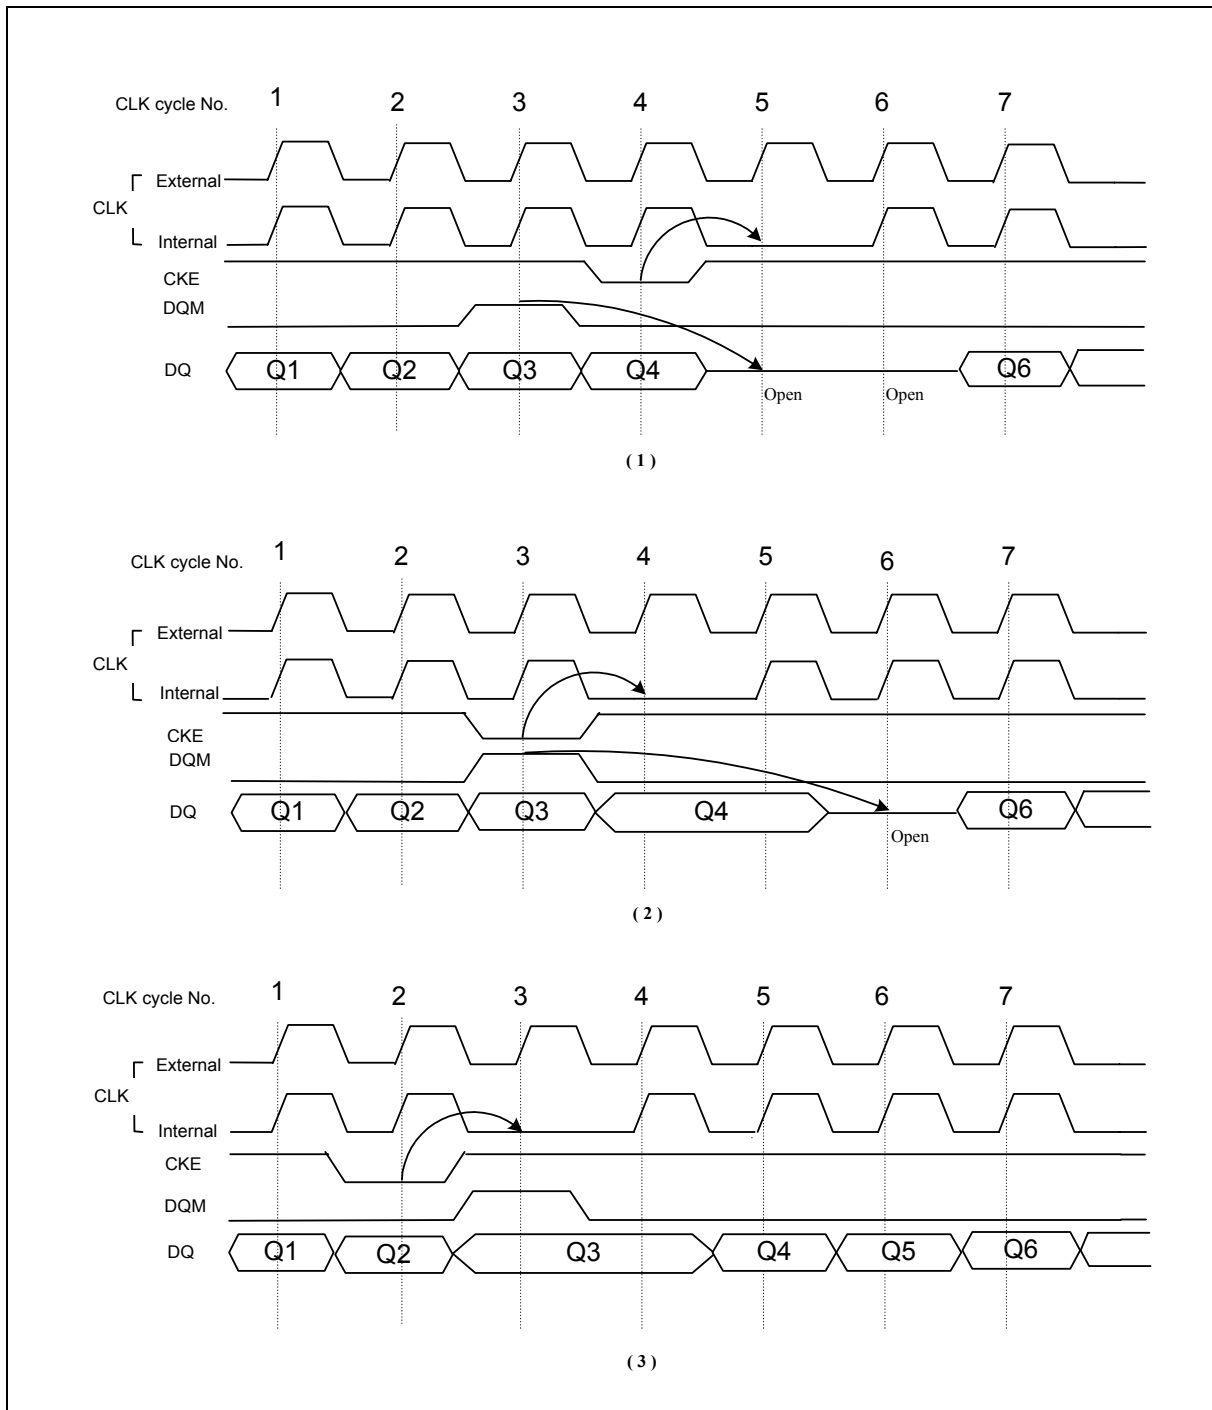 CLK cycle No. 1 2 3 4 5 6 7
External
CLK
Internal
CKE
DQM
DQ Q1 Q2 Q3 Q4 Q6
Open Open
( 1 )
CLK cycle No. 1 2 3 4 5 6 7
External
CLK
Internal
CKE
DQM
DQ Q1 Q2 Q3 Q4 Q6
Open
( 2 )
CLK cycle No. 1 2 3 4 5 6 7
External
CLK
Internal
CKE
DQM
DQ Q1 Q2 Q3 Q4 Q5 Q6
( 3 )